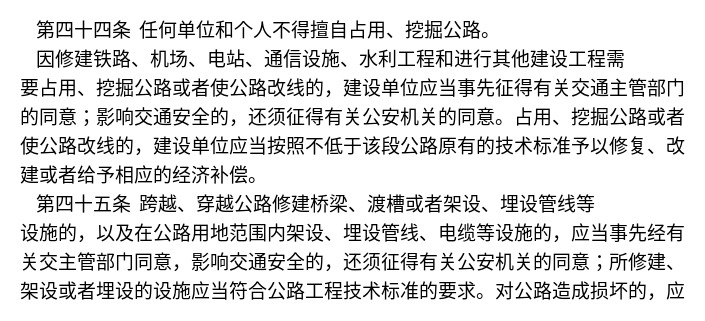 第四十四条 任何单位和个人不得擅自占用、挖掘公路。
因修建铁路、机场、电站、通信设施、水利工程和进行其他建设工程需
要占用、挖掘公路或者使公路改线的，建设单位应当事先征得有关交通主管部门
的同意；影响交通安全的，还须征得有关公安机关的同意。占用、挖掘公路或者
使公路改线的，建设单位应当按照不低于该段公路原有的技术标准予以修复、改
建或者给予相应的经济补偿。
第四十五条 跨越、穿越公路修建桥梁、渡槽或者架设、埋设管线等
设施的，以及在公路用地范围内架设、埋设管线、电缆等设施的，应当事先经有
关交主管部门同意，影响交通安全的，还须征得有关公安机关的同意；所修建、
架设或者埋设的设施应当符合公路工程技术标准的要求。对公路造成损坏的，应